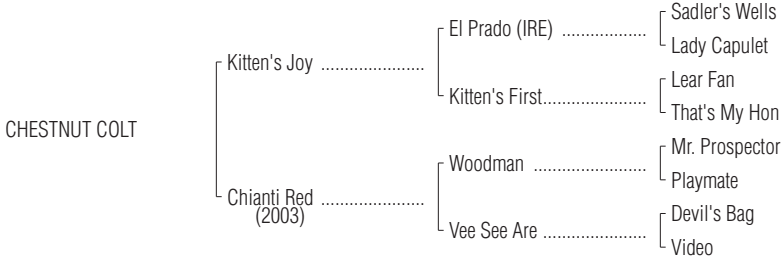 Sadler's Wells
El Prado (IRE) ..................
Lady Capulet
Kitten's Joy ......................
Lear Fan
Kitten's First......................
That's My Hon
CHESTNUT COLT
Mr. Prospector
Woodman ........................
Playmate
Chianti Red ......................
(2003)
Devil's Bag
Vee See Are ......................
Video